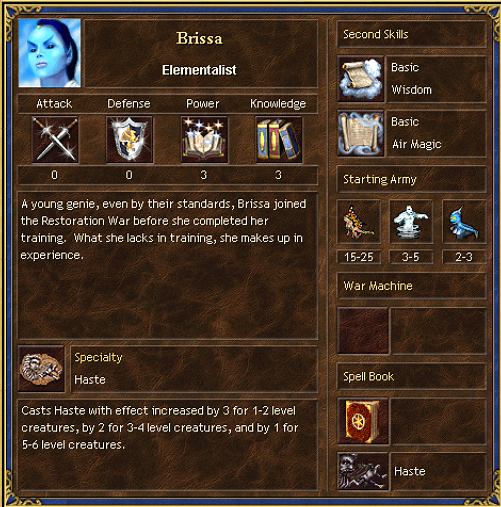 Brissa
Elementalist
Attack Defense Power Knowledge
0 0 3 3
A young genie, even by their standards, Brissa joined
the Restoration War before she completed her
training. What she lacks in training, she makes up in
experience.
Specialty
Haste
Casts Haste with effect increased by 3 for 1-2 level
creatures, by 2 for 3-4 level creatures, and by 1 for
5-6 level creatures.
Second Skills
Basic
Wisdom
Basic
Air Magic
Starting Army
15-25 3-5 2-3
War Machine
Spell Book
Haste